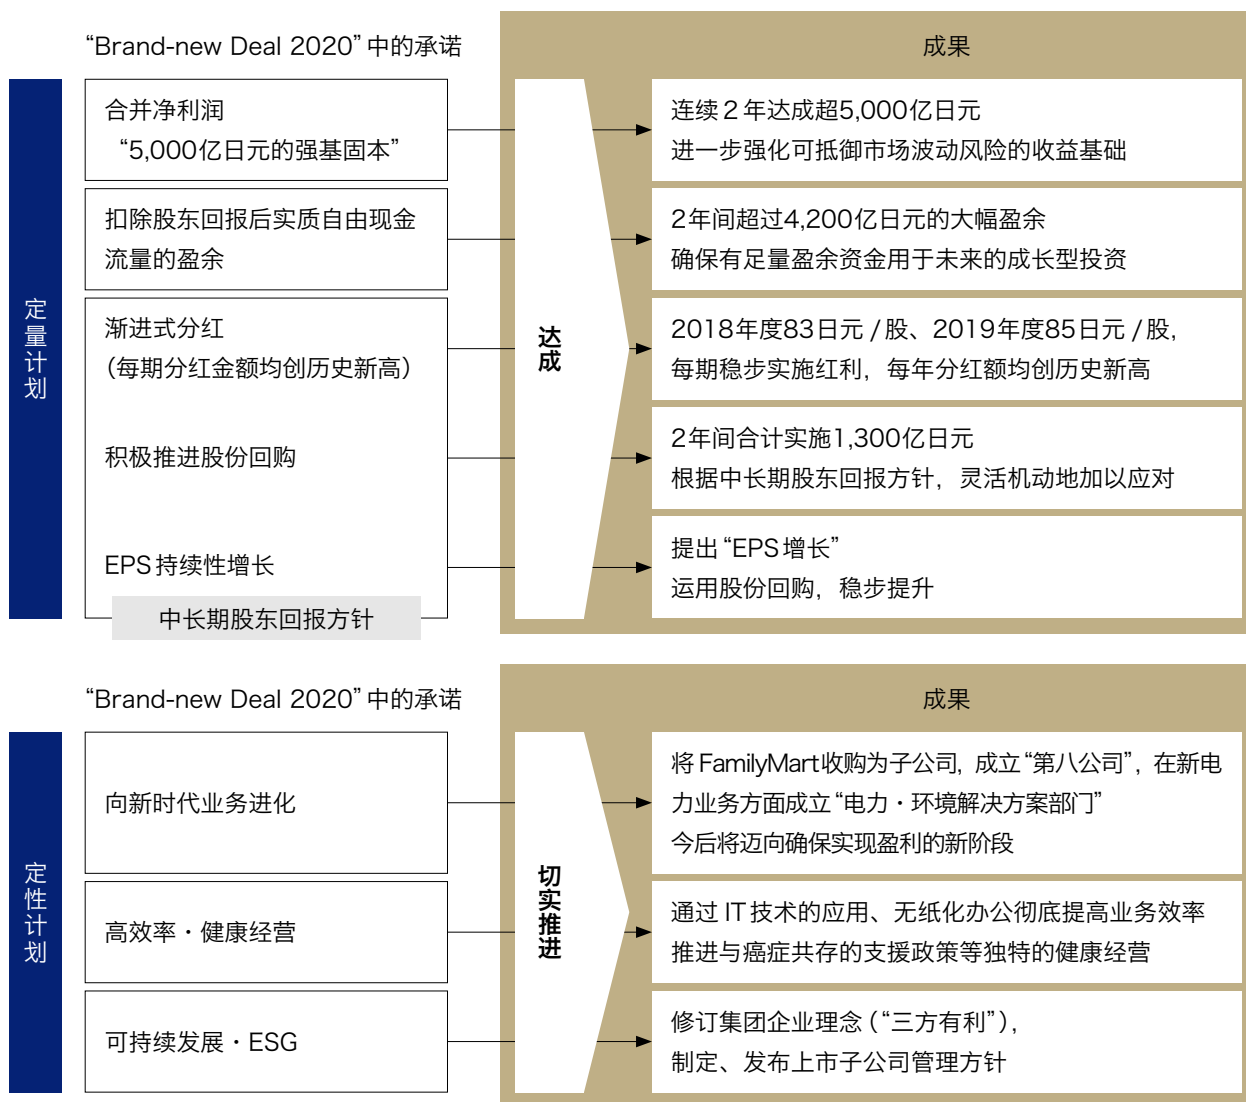 “Brand-new Deal 2020”中的承诺
成果
定量计划
合并净利润
“5,000亿日元的强基固本”
达成
连续2年达成超5,000亿日元
进一步强化可抵御市场波动风险的收益基础
扣除股东回报后实质自由现金
流量的盈余
2年间超过4,200亿日元的大幅盈余
确保有足量盈余资金用于未来的成长型投资
渐进式分红
（每期分红金额均创历史新高）
2018年度83日元/股、2019年度85日元/股，
每期稳步实施红利，每年分红额均创历史新高
积极推进股份回购
2年间合计实施1,300亿日元
根据中长期股东回报方针，灵活机动地加以应对
EPS持续性增长
提出“EPS增长”
运用股份回购，稳步提升
中长期股东回报方针
“Brand-new Deal 2020”中的承诺
成果
定性计划
向新时代业务进化
切实推进
将FamilyMart收购为子公司，成立“第八公司”，在新电
力业务方面成立“电力・环境解决方案部门”
今后将迈向确保实现盈利的新阶段
高效率・健康经营
通过IT技术的应用、无纸化办公彻底提高业务效率
推进与癌症共存的支援政策等独特的健康经营
可持续发展・ESG
修订集团企业理念（“三方有利”），
制定、发布上市子公司管理方针